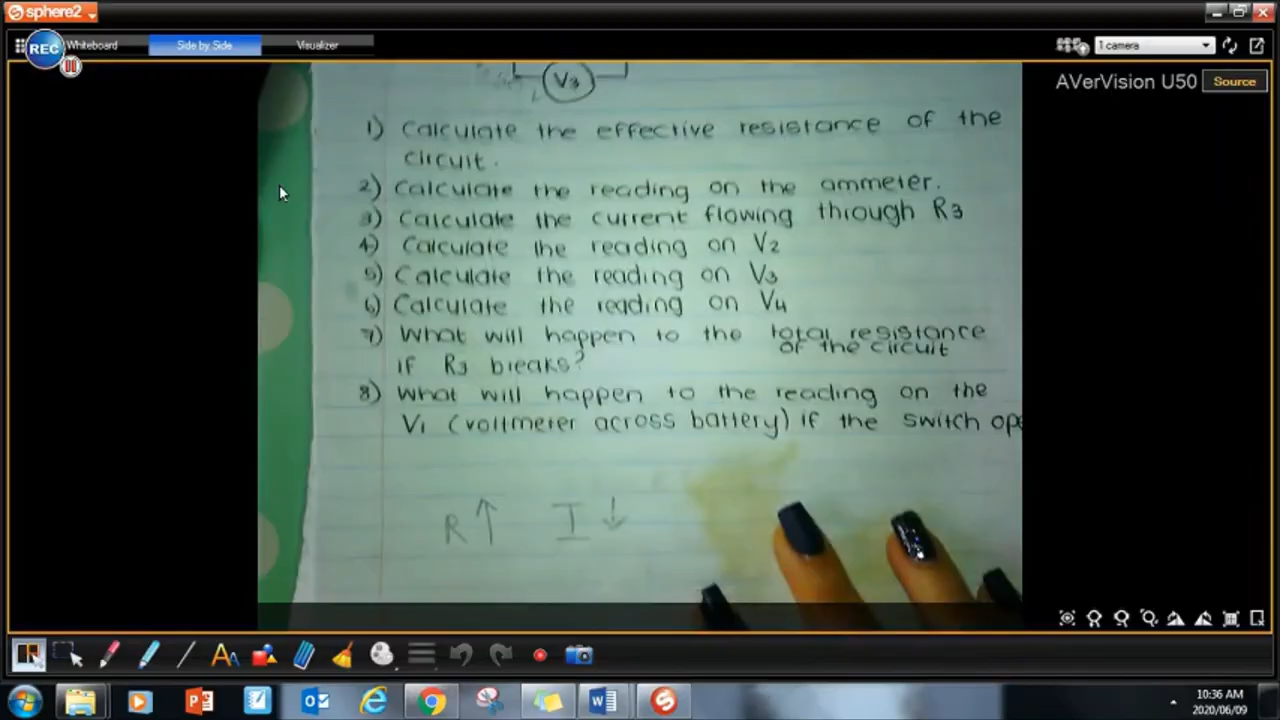 sphere2
REC
Whiteboard
Side by Side
Visualizer
1 camera
AVerVision U50
Source
V3
1) Calculate the effective resistance of the
circuit.
2) Calculate the reading on the ammeter.
3) Calculate the current flowing through R3
4) Calculate the reading on V2
5) Calculate the reading on V3
6) Calculate the reading on V4
7) What will happen to the total resistance
of the circuit
if R3 breaks?
8) What will happen to the reading on the
V1 (voltmeter across battery) if the switch ope
R ↑ I ↓
10:36 AM
2020/06/09